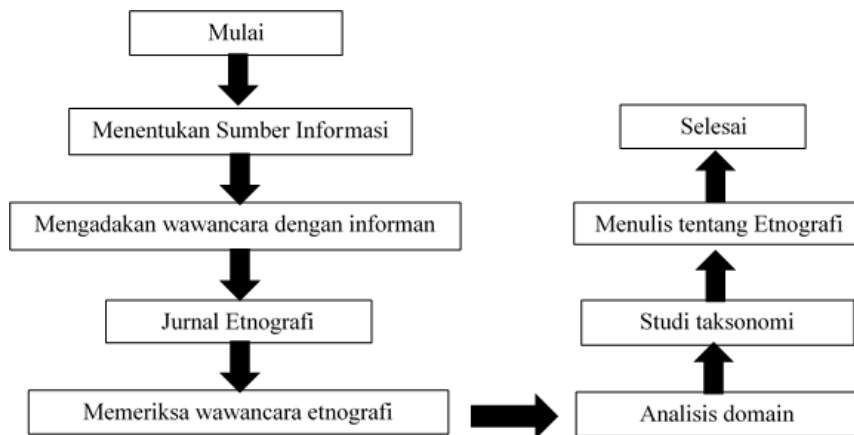 Mulai
Menentukan Sumber Informasi
Mengadakan wawancara dengan informan
Jurnal Etnografi
Memeriksa wawancara etnografi
Analisis domain
Studi taksonomi
Menulis tentang Etnografi
Selesai